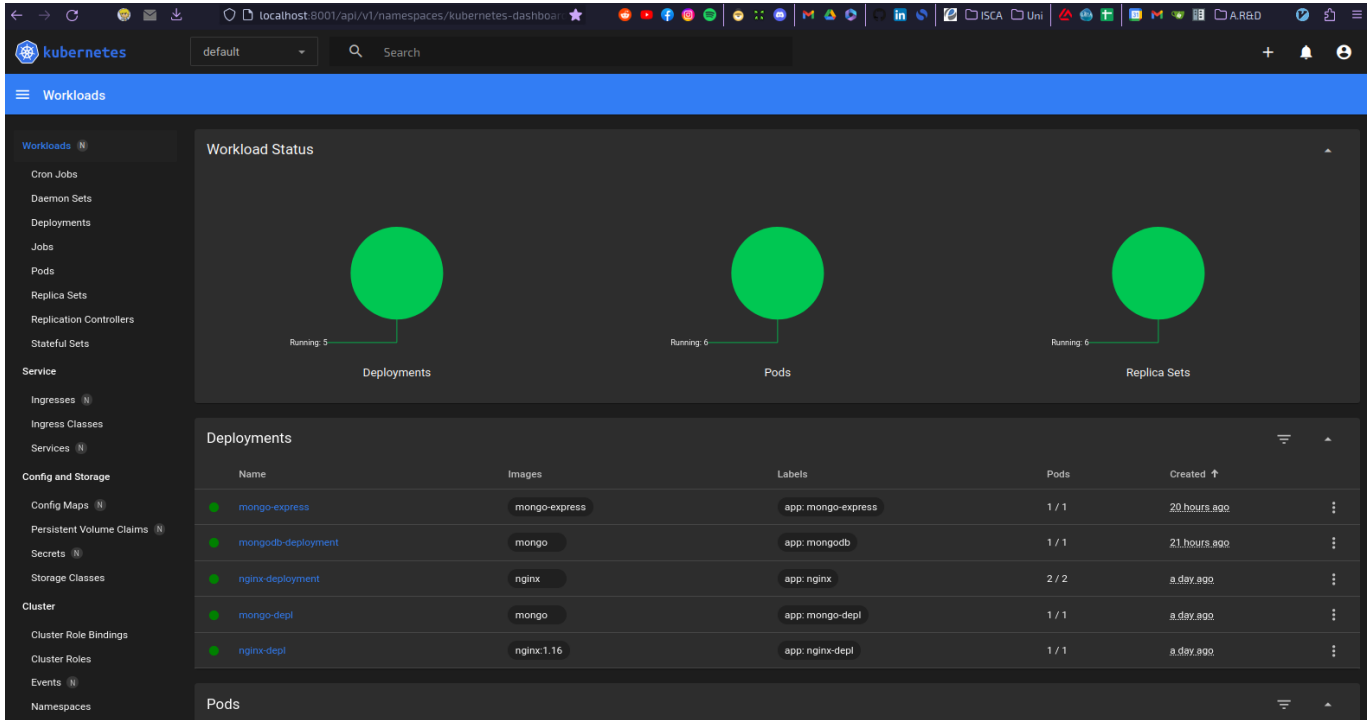 localhost:8001/api/v1/namespaces/kubernetes-dashboar
ISCA Uni A.R&D
kubernetes default Search
Workloads
Workloads N
Cron Jobs
Daemon Sets
Deployments
Jobs
Pods
Replica Sets
Replication Controllers
Stateful Sets
Service
Ingresses N
Ingress Classes
Services N
Config and Storage
Config Maps N
Persistent Volume Claims N
Secrets N
Storage Classes
Cluster
Cluster Role Bindings
Cluster Roles
Events N
Namespaces
Workload Status
Running: 5 Running: 6 Running: 6
Deployments Pods Replica Sets
Deployments
Name Images Labels Pods Created
mongo-express mongo-express app: mongo-express 1 / 1 20 hours ago
mongodb-deployment mongo app: mongodb 1 / 1 21 hours ago
nginx-deployment nginx app: nginx 2 / 2 a day ago
mongo-depl mongo app: mongo-depl 1 / 1 a day ago
nginx-depl nginx:1.16 app: nginx-depl 1 / 1 a day ago
Pods